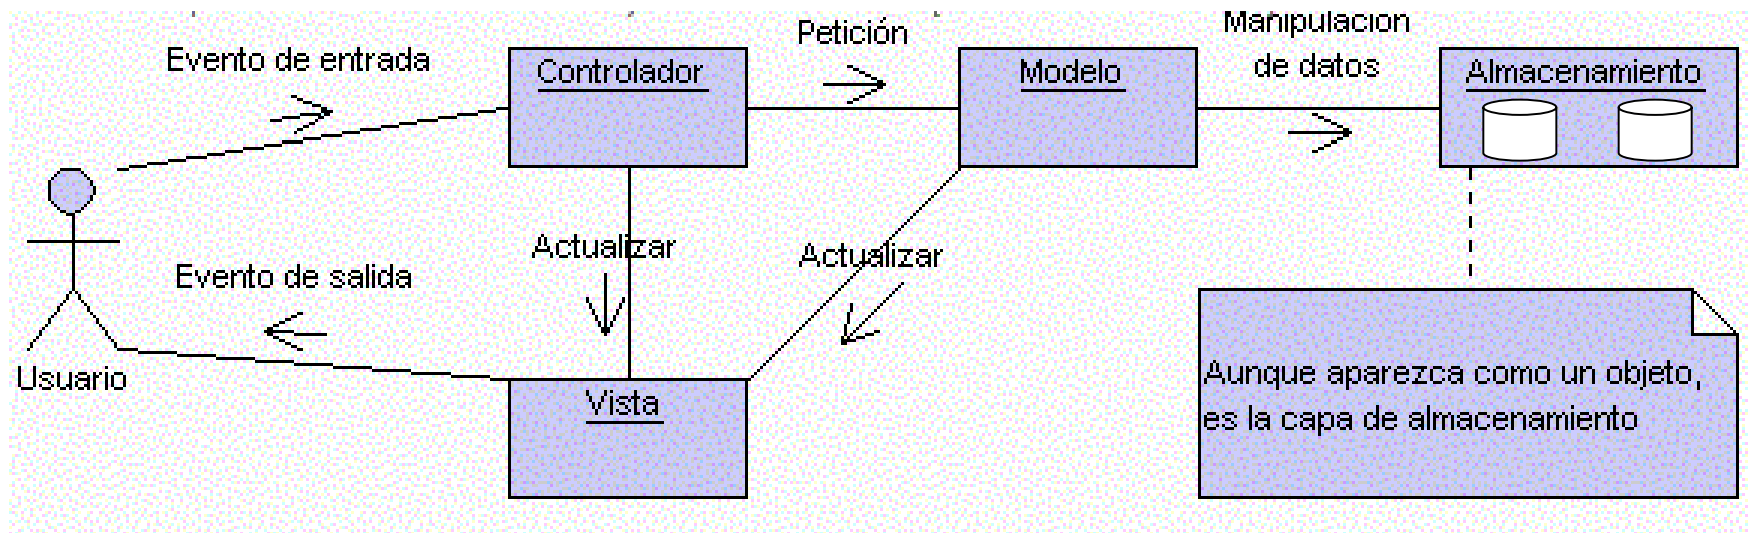 Manipulación
Petición
Evento de entrada
Controlador
Modelo
de datos
Almacenamiento
Actualizar
Actualizar
Evento de salida
Usuario
Vista
Aunque aparezca como un objeto,
es la capa de almacenamiento